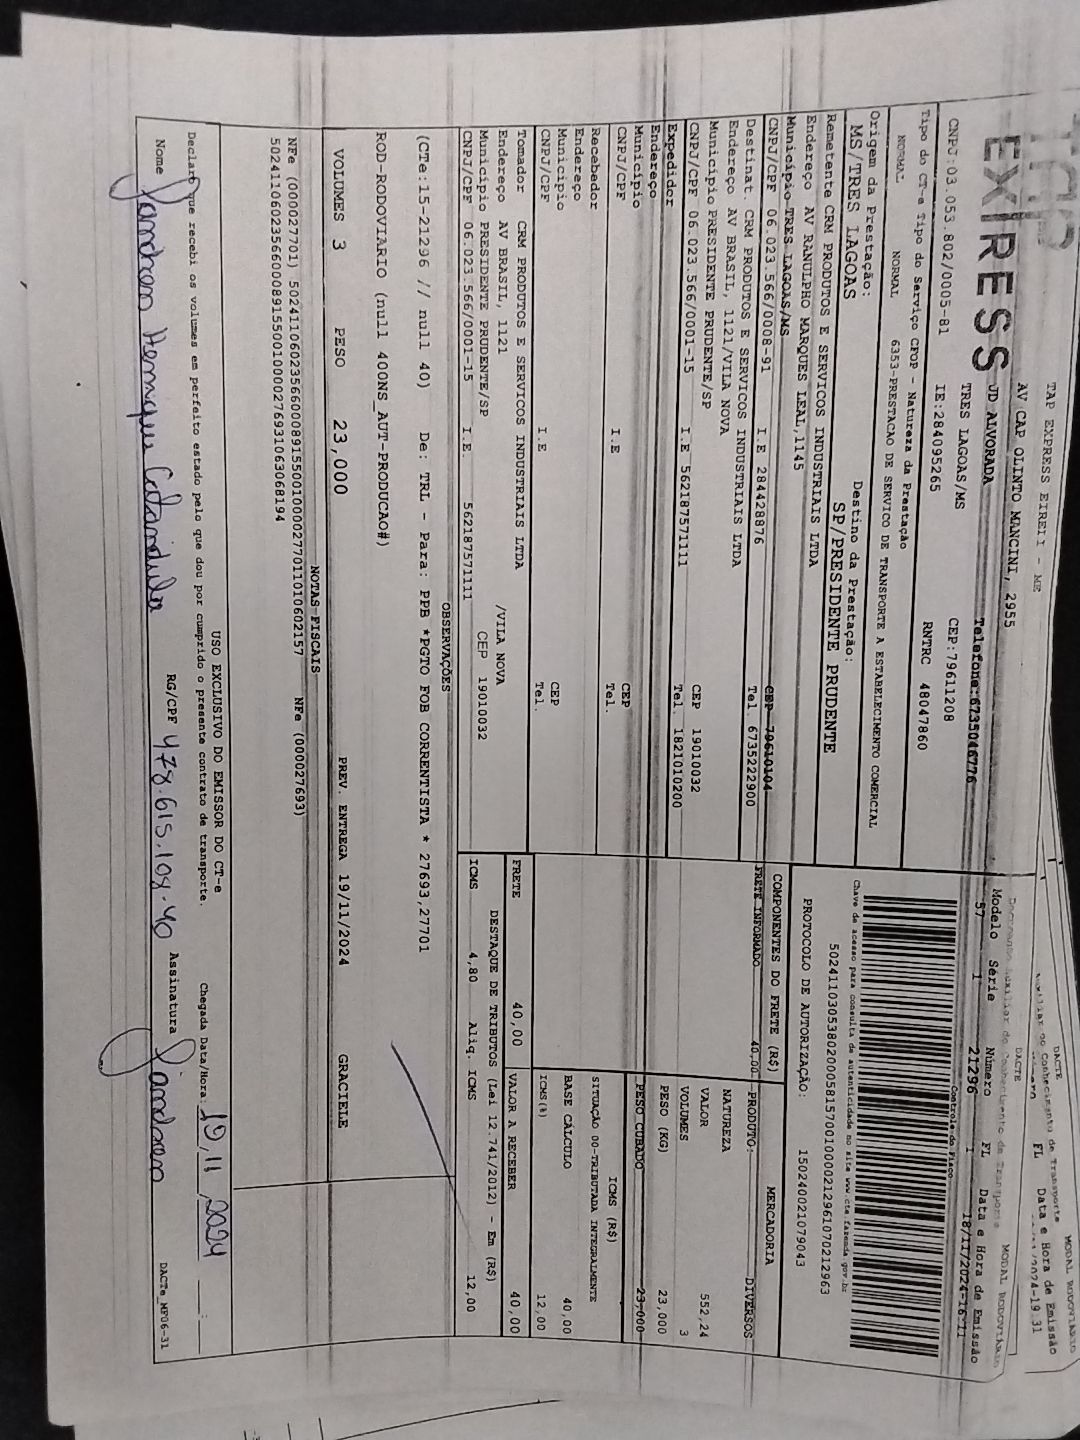 TAP EXPRESS EIRELI - ME
AV CAP OLINTO MANCINI, 2955
Telefone:6735046776
JD ALVORADA
TRES LAGOAS/MS
CEP:79611208
EXPRESS
CNPJ:03.053.802/0005-81
IE:284095265
RNTRC 48047860
DACTE
MODAL RODOVIARIO
FL Data e Hora de Emissão
Modelo Série Número FL Data e Hora de Emissão
57 1 21296 1 18/11/2024-16:11
Controle do Fisco
Tipo do CT-e Tipo do Serviço CFOP - Natureza da Prestação
NORMAL NORMAL 6353-PRESTACAO DE SERVICO DE TRANSPORTE A ESTABELECIMENTO COMERCIAL
Chave de acesso para consulta de autenticidade no site www.cte.fazenda.gov.br
50241103053802000581570010000212961070212963
PROTOCOLO DE AUTORIZAÇÃO: 150240021079043
Origem da Prestação: Destino da Prestação:
MS/TRES LAGOAS SP/PRESIDENTE PRUDENTE
Remetente CRM PRODUTOS E SERVICOS INDUSTRIAIS LTDA
Endereço AV RANULPHO MARQUES LEAL,1145
Município TRES LAGOAS/MS CEP 79610104
CNPJ/CPF 06.023.566/0008-91 I.E 284428876 Tel. 6735222900
Destinat. CRM PRODUTOS E SERVICOS INDUSTRIAIS LTDA
Endereço AV BRASIL, 1121/VILA NOVA
Município PRESIDENTE PRUDENTE/SP CEP 19010032
CNPJ/CPF 06.023.566/0001-15 I.E 562187571111 Tel. 1821010200
Expedidor
Endereço
Município CEP
CNPJ/CPF I.E Tel.
Recebedor
Endereço
Município CEP
CNPJ/CPF I.E Tel.
Tomador CRM PRODUTOS E SERVICOS INDUSTRIAIS LTDA
Endereço AV BRASIL, 1121 /VILA NOVA
Município PRESIDENTE PRUDENTE/SP CEP 19010032
CNPJ/CPF 06.023.566/0001-15 I.E. 562187571111
COMPONENTES DO FRETE (R$)
FRETE INFORMADO 40,00
FRETE 40,00
VALOR A RECEBER 40,00
MERCADORIA
PRODUTO: DIVERSOS
NATUREZA
VALOR 552,24
VOLUMES 3
PESO (KG) 23,000
PESO CUBADO 23,000
ICMS (R$)
SITUAÇÃO 00-TRIBUTADA INTEGRALMENTE
BASE CÁLCULO 40,00
ICMS(%) 12,00
DESTAQUE DE TRIBUTOS (Lei 12.741/2012) - Em (R$)
ICMS 4,80 Aliq. ICMS 12,00
OBSERVAÇÕES
(CTe:15-21296 // null 40) De: TRL - Para: PPB *PGTO FOB CORRENTISTA * 27693,27701
ROD-RODOVIARIO (null 400NS_AUT-PRODUCAO#)
VOLUMES 3 PESO 23,000 PREV. ENTREGA 19/11/2024 GRACIELE
NOTAS FISCAIS
NFe (000027701) 50241106023566000891550010000277011010602157 NFe (000027693)
50241106023566000891550010000276931063068194
USO EXCLUSIVO DO EMISSOR DO CT-e
Declaro que recebi os volumes em perfeito estado pelo que dou por cumprido o presente contrato de transporte. Chegada Data/Hora: 19/11/2024 __:__
Nome Henrique RG/CPF 478.615.108-40 Assinatura DACTe_MP06-31